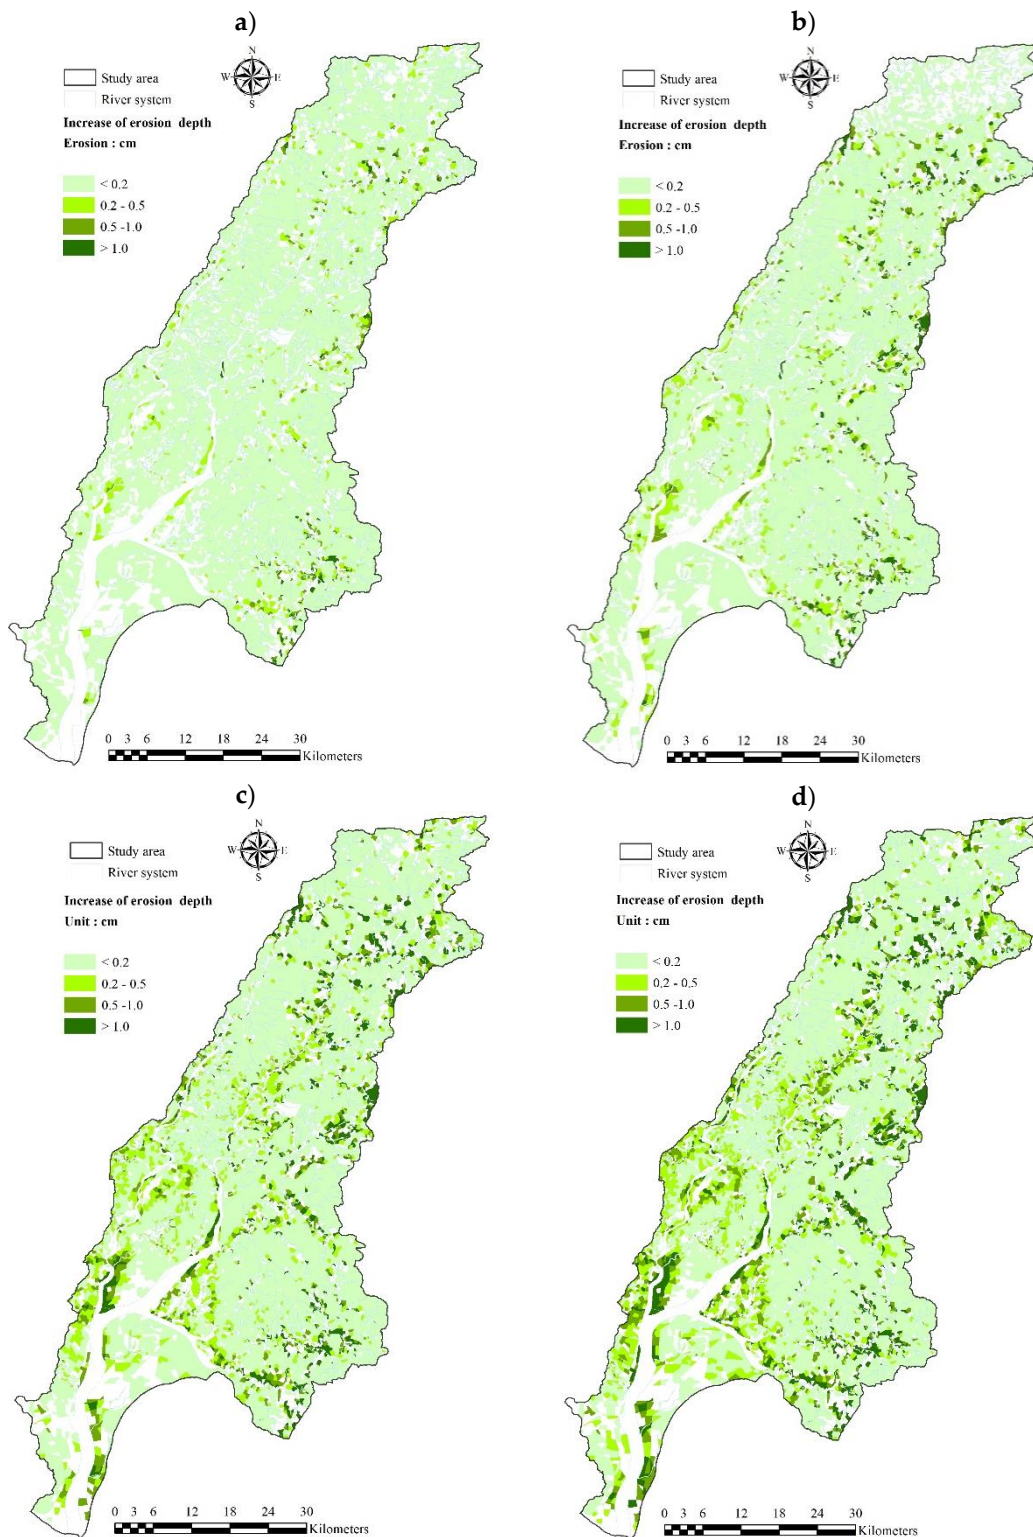 a)
N
W E
S
Study area
River system
Increase of erosion depth
Erosion : cm
< 0.2
0.2 - 0.5
0.5 -1.0
> 1.0
0 3 6 12 18 24 30
Kilometers
b)
N
W E
S
Study area
River system
Increase of erosion depth
Erosion : cm
< 0.2
0.2 - 0.5
0.5 -1.0
> 1.0
0 3 6 12 18 24 30
Kilometers
c)
N
W E
S
Study area
River system
Increase of erosion depth
Unit : cm
< 0.2
0.2 - 0.5
0.5 -1.0
> 1.0
0 3 6 12 18 24 30
Kilometers
d)
N
W E
S
Study area
River system
Increase of erosion depth
Unit : cm
< 0.2
0.2 - 0.5
0.5 -1.0
> 1.0
0 3 6 12 18 24 30
Kilometers